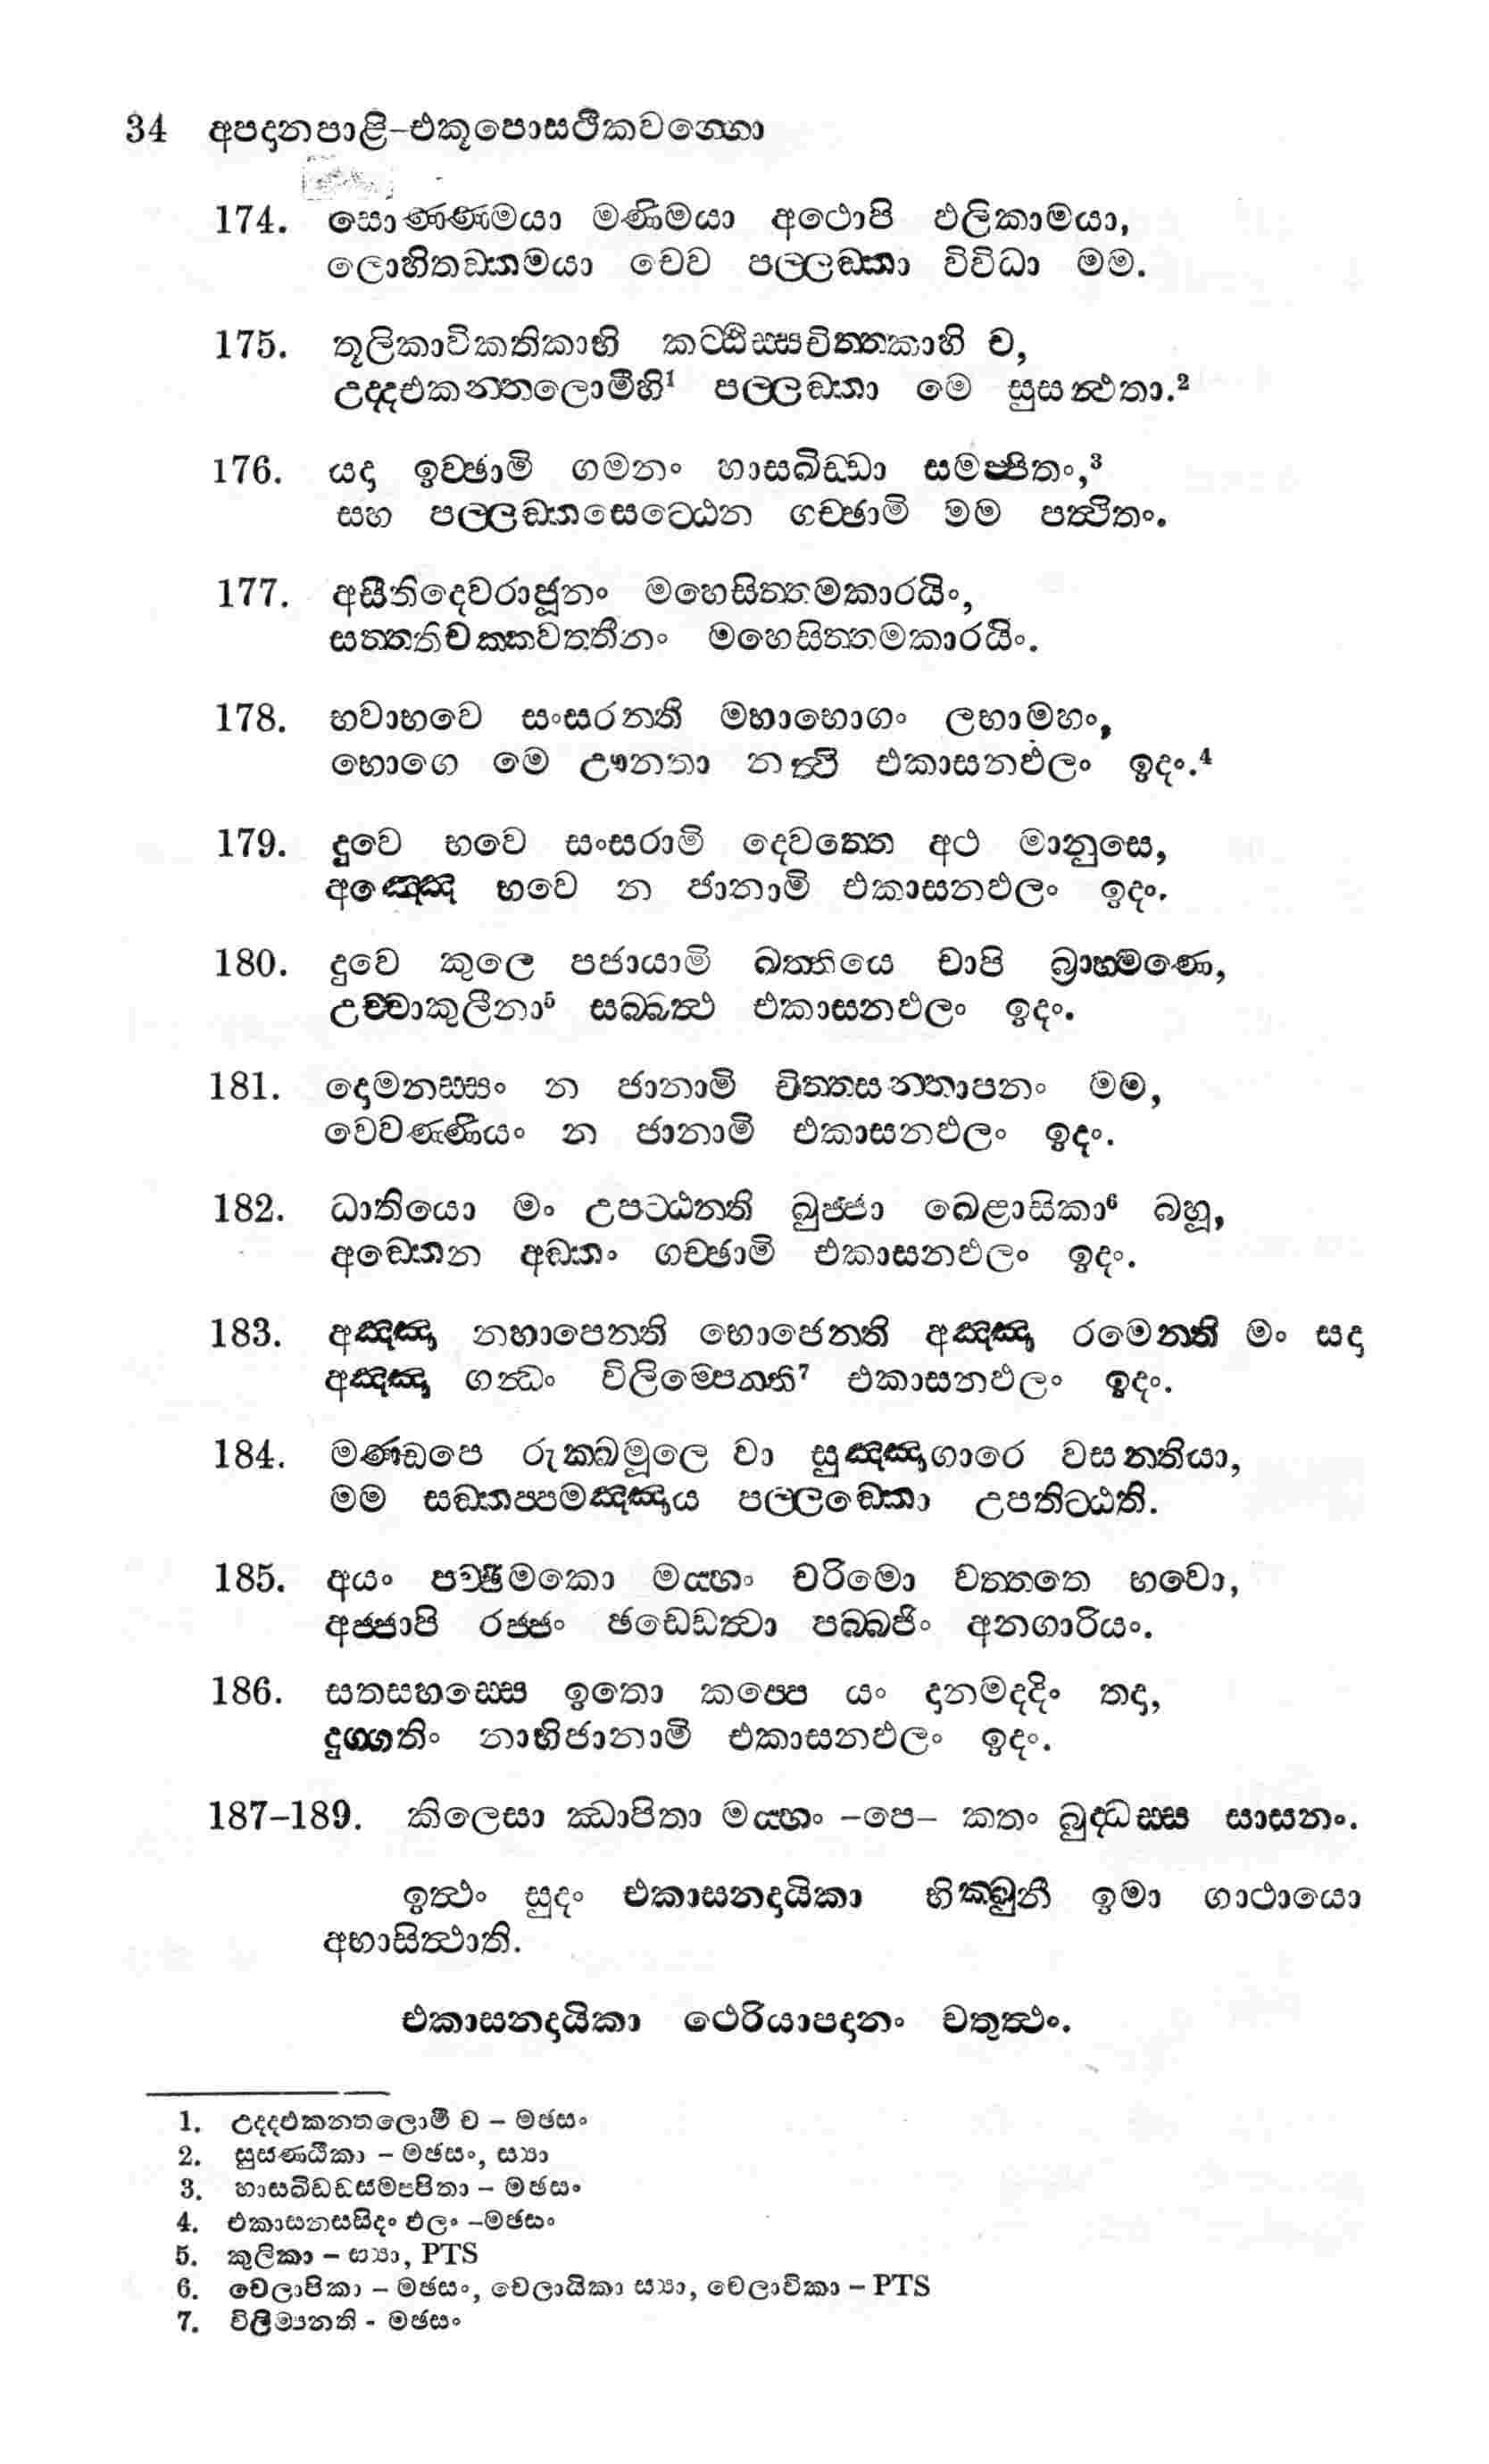 34 අපදානපාළි–එකූපොසථිකවග්ගො
174. සොණ්ණමයා මණිමයා අථොපි ඵලිකාමයා,
ලොහිතඞ්කමයා චෙව පල්ලඞ්කා විවිධා මම.
175. තූලිකාවිකතිකාභි කට්ඨිස්සචිත්තකාහි ච,
උද්දඑකන්තලොමීහි¹ පල්ලඞ්කා මෙ සුසන්ථතා.²
176. යදා ඉච්ඡාමි ගමනං හාසඛිඩ්ඩා සමප්පිතං,³
සහ පල්ලඞ්කසෙට්ඨෙන ගච්ඡාමි මම පත්ථිතං.
177. අසීතිදෙවරාජූනං මහෙසිත්තමකාරයිං,
සත්තතිචක්කවත්තීනං මහෙසිත්තමකාරයිං.
178. භවාභවෙ සංසරන්තී මහාභොගං ලභාමහං,
භොගෙ මෙ ඌනතා නත්ථි එකාසනඵලං ඉදං.⁴
179. දුවෙ භවෙ සංසරාමි දෙවත්තෙ අථ මානුසෙ,
අඤ්ඤෙ භවෙ න ජානාමි එකාසනඵලං ඉදං.
180. දුවෙ කුලෙ පජායාමි ඛත්තියෙ චාපි බ්‍රාහ්මණෙ,
උච්චාකුලීනා⁵ සබ්බත්ථ එකාසනඵලං ඉදං.
181. දොමනස්සං න ජානාමි චිත්තසන්තාපනං මම,
වෙවණ්ණියං න ජානාමි එකාසනඵලං ඉදං.
182. ධාතියො මං උපට්ඨන්ති ඛුජ්ජා ඛෙළාසිකා⁶ බහූ,
අඞ්කෙන අඞ්කං ගච්ඡාමි එකාසනඵලං ඉදං.
183. අඤ්ඤා නහාපෙන්ති භොජෙන්ති අඤ්ඤා රමෙන්ති මං සදා
අඤ්ඤා ගන්ධං විලිම්පෙන්ති⁷ එකාසනඵලං ඉදං.
184. මණ්ඩපෙ රුක්ඛමූලෙ වා සුඤ්ඤාගාරෙ වසන්තියා,
මම සඞ්කප්පමඤ්ඤාය පල්ලඞ්කො උපතිට්ඨති.
185. අයං පච්ඡිමකො මය්හං චරිමො වත්තතෙ භවො,
අජ්ජාපි රජ්ජං ඡඩ්ඩෙත්වා පබ්බජිං අනගාරියං.
186. සතසහස්සෙ ඉතො කප්පෙ යං දානමදදිං තදා,
දුග්ගතිං නාභිජානාමි එකාසනඵලං ඉදං.
187–189. කිලෙසා ඣාපිතා මය්හං –පෙ– කතං බුද්ධස්ස සාසනං.
ඉත්ථං සුදං එකාසනදායිකා භික්ඛුනී ඉමා ගාථායො
අභාසිත්ථාති.
එකාසනදායිකා ථෙරියාපදානං චතුත්ථං.
1. උද්දඑකන්තලොමී ච – මඡසං
2. සුසණ්ඨිකා – මඡසං, ස්‍යා
3. හාසඛිඩ්ඩසමප්පිතා – මඡසං
4. එකාසනස්සිදං ඵලං –මඡසං
5. කුලිකා – ස්‍යා, PTS
6. චෙලාපිකා – මඡසං, චෙලායිකා ස්‍යා, චෙලාවිකා – PTS
7. විලිම්පන්ති - මඡසං